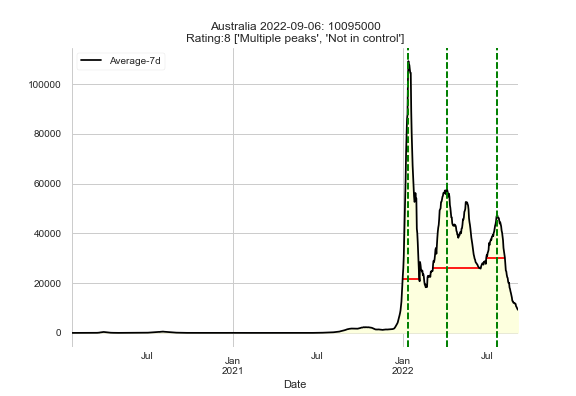 Australia 2022-09-06: 10095000
Rating:8 ['Multiple peaks', 'Not in control']
Average-7d
100000
80000
60000
40000
20000
0
Jul
Jan
2021
Jul
Jan
2022
Jul
Date